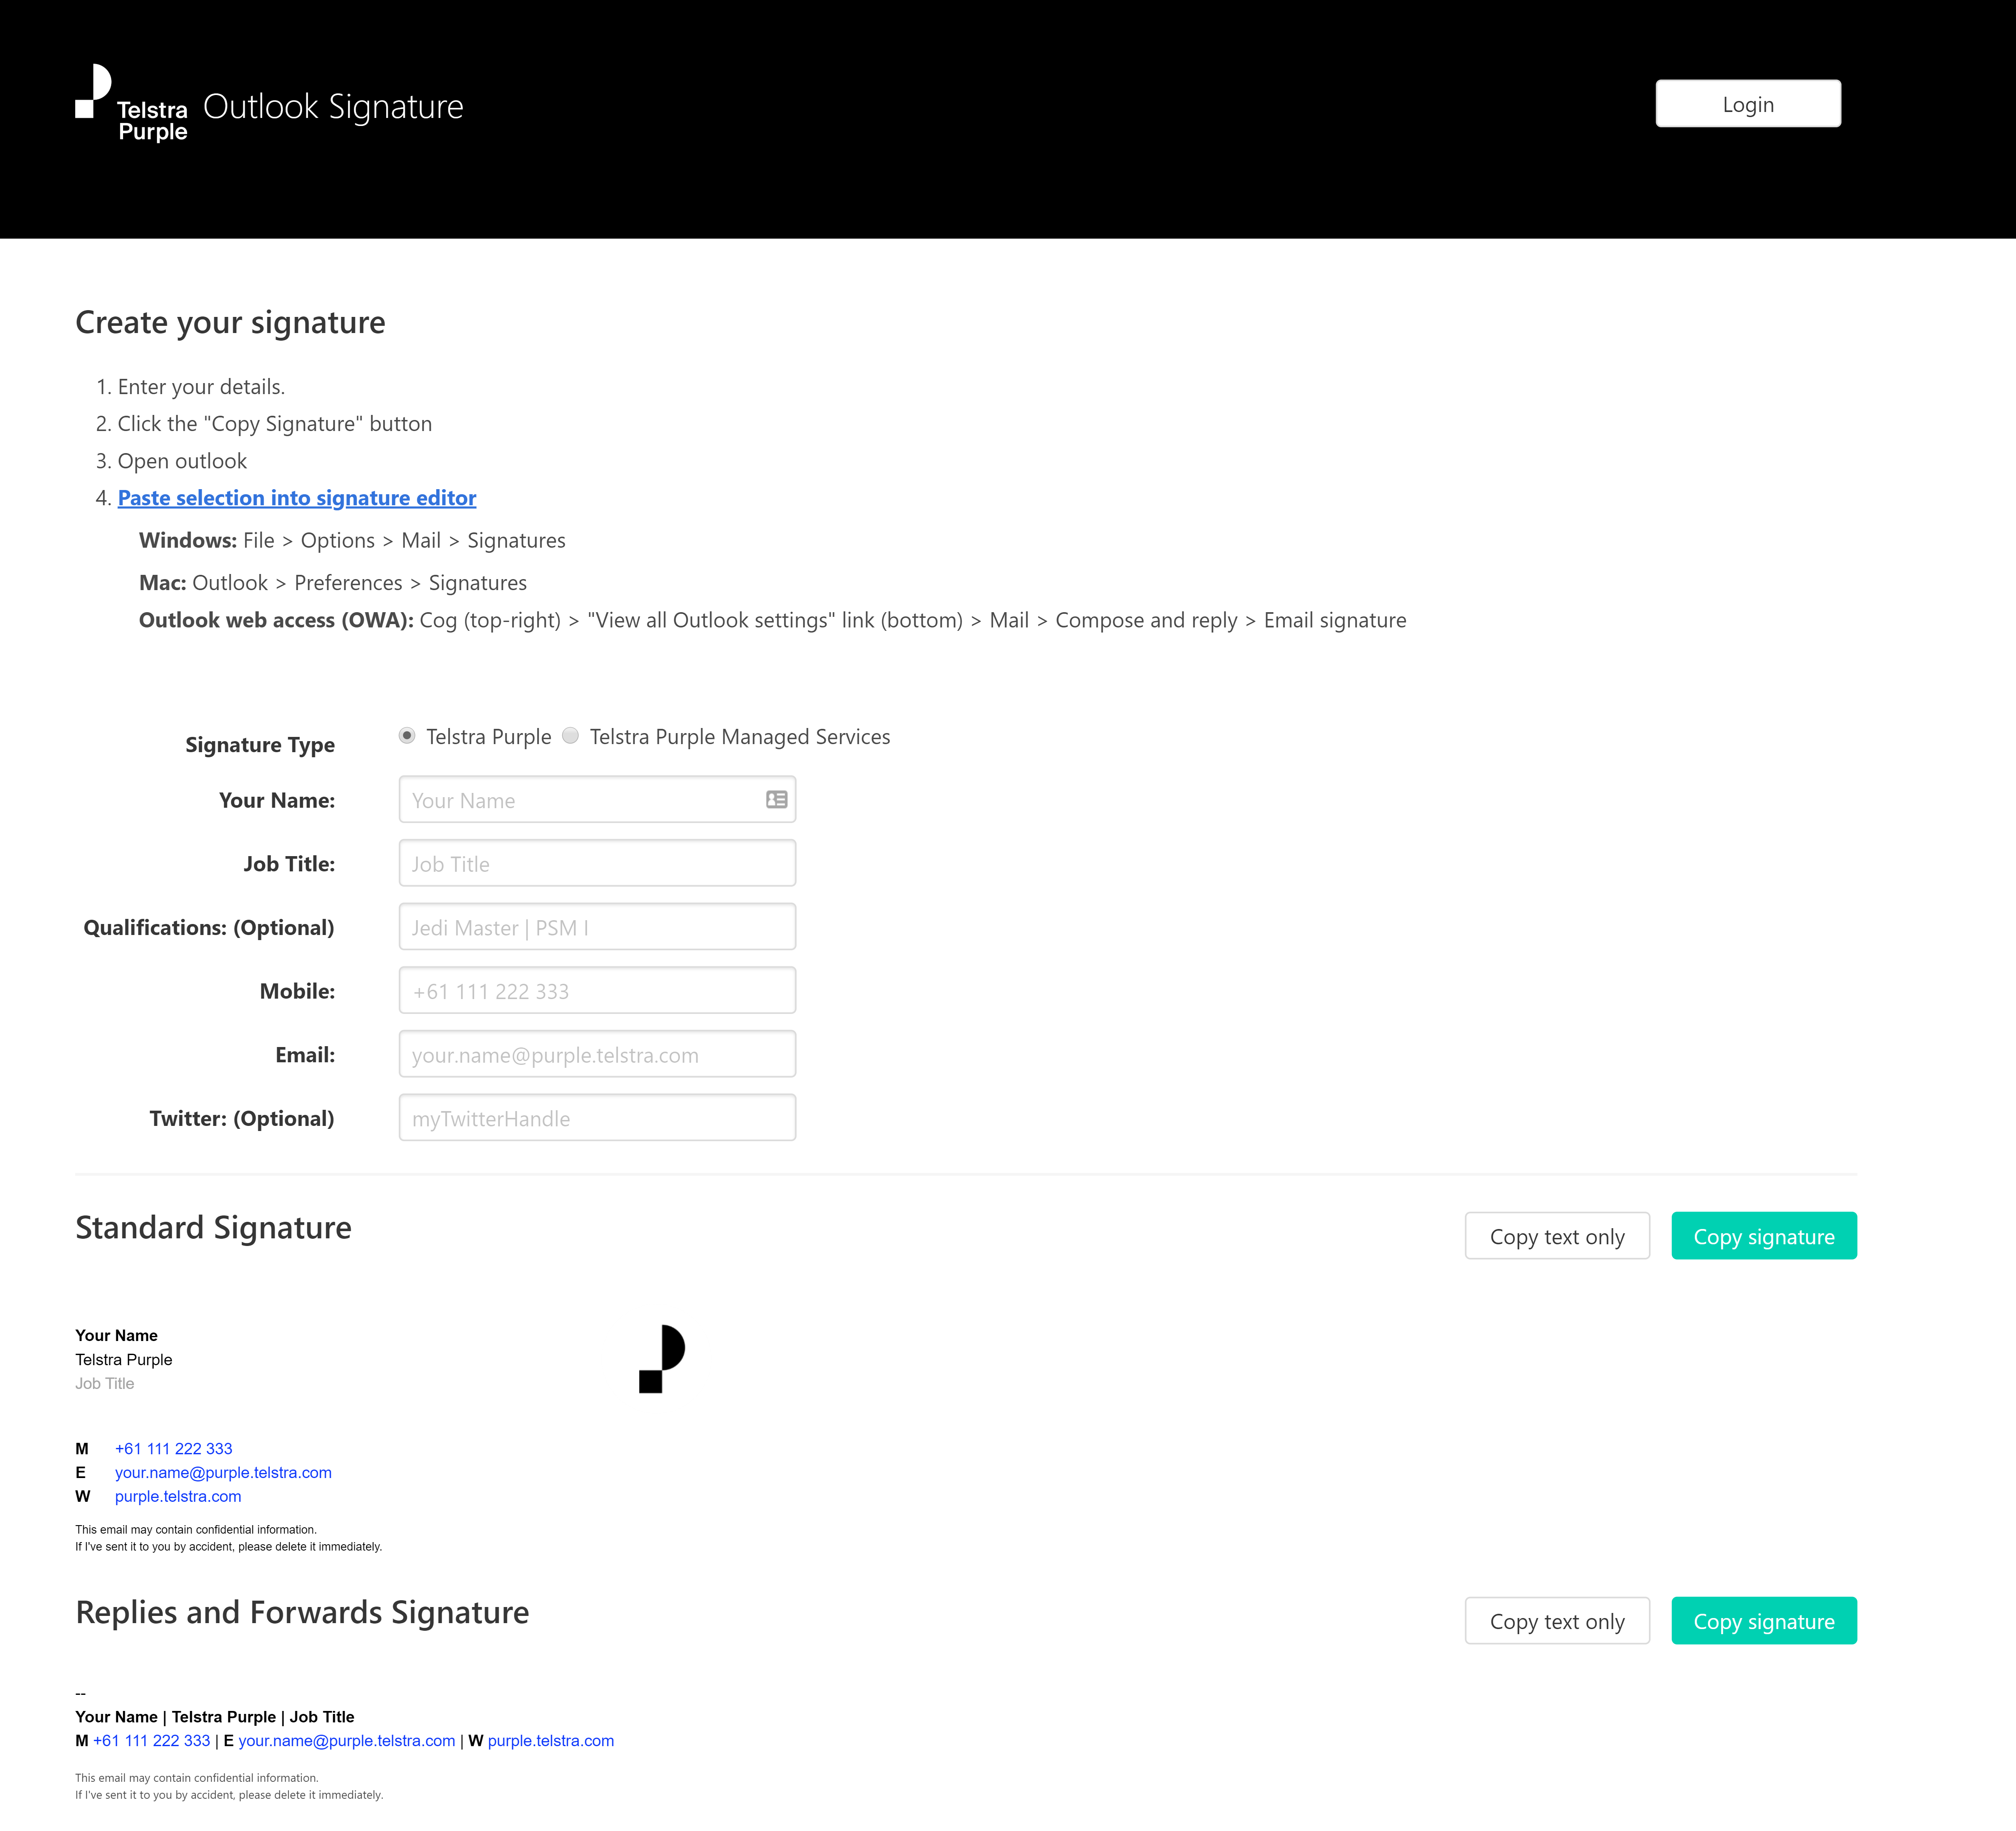 Telstra
Purple
Outlook Signature
Login
Create your signature
1. Enter your details.
2. Click the "Copy Signature" button
3. Open outlook
4. Paste selection into signature editor
Windows: File > Options > Mail > Signatures
Mac: Outlook > Preferences > Signatures
Outlook web access (OWA): Cog (top-right) > "View all Outlook settings" link (bottom) > Mail > Compose and reply > Email signature
Signature Type Telstra Purple Telstra Purple Managed Services
Your Name: Your Name
Job Title: Job Title
Qualifications: (Optional) Jedi Master | PSM I
Mobile: +61 111 222 333
Email: your.name@purple.telstra.com
Twitter: (Optional) myTwitterHandle
Standard Signature Copy text only Copy signature
Your Name
Telstra Purple
Job Title
M +61 111 222 333
E your.name@purple.telstra.com
W purple.telstra.com
This email may contain confidential information.
If I've sent it to you by accident, please delete it immediately.
Replies and Forwards Signature Copy text only Copy signature
--
Your Name | Telstra Purple | Job Title
M +61 111 222 333 | E your.name@purple.telstra.com | W purple.telstra.com
This email may contain confidential information.
If I've sent it to you by accident, please delete it immediately.